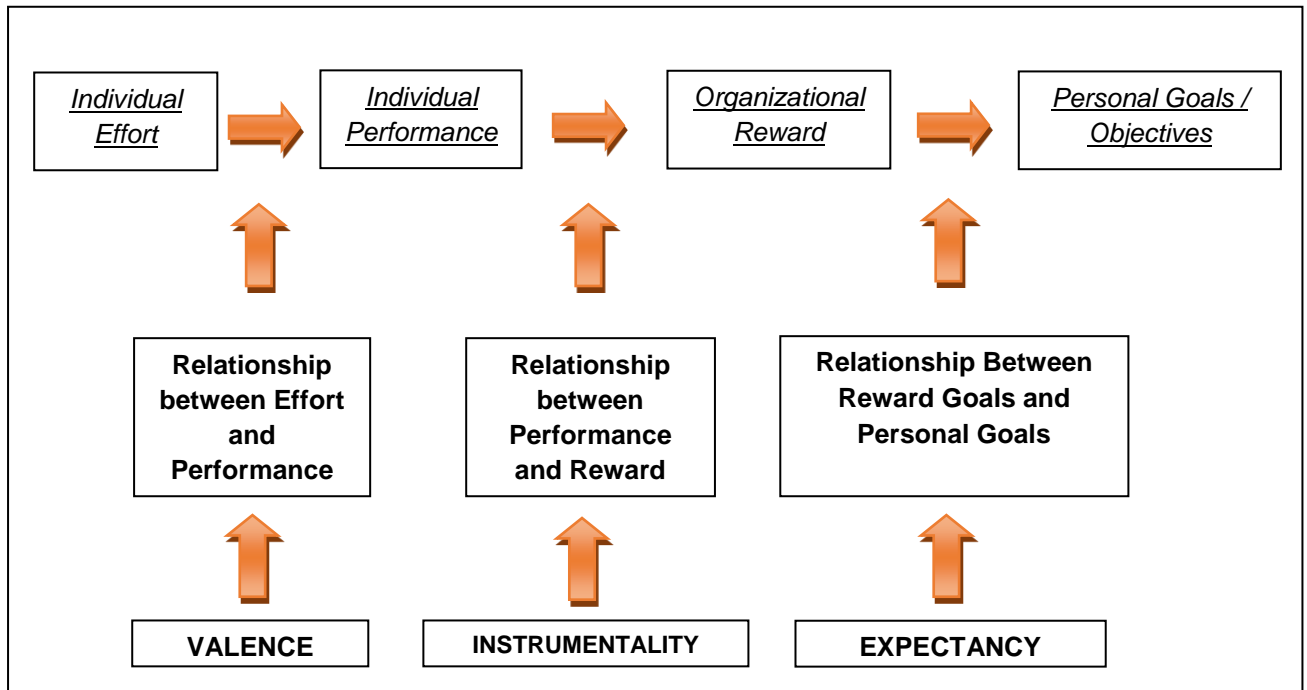 Individual
Effort
Individual
Performance
Organizational
Reward
Personal Goals /
Objectives
Relationship
between Effort
and
Performance
Relationship
between
Performance
and Reward
Relationship Between
Reward Goals and
Personal Goals
VALENCE
INSTRUMENTALITY
EXPECTANCY